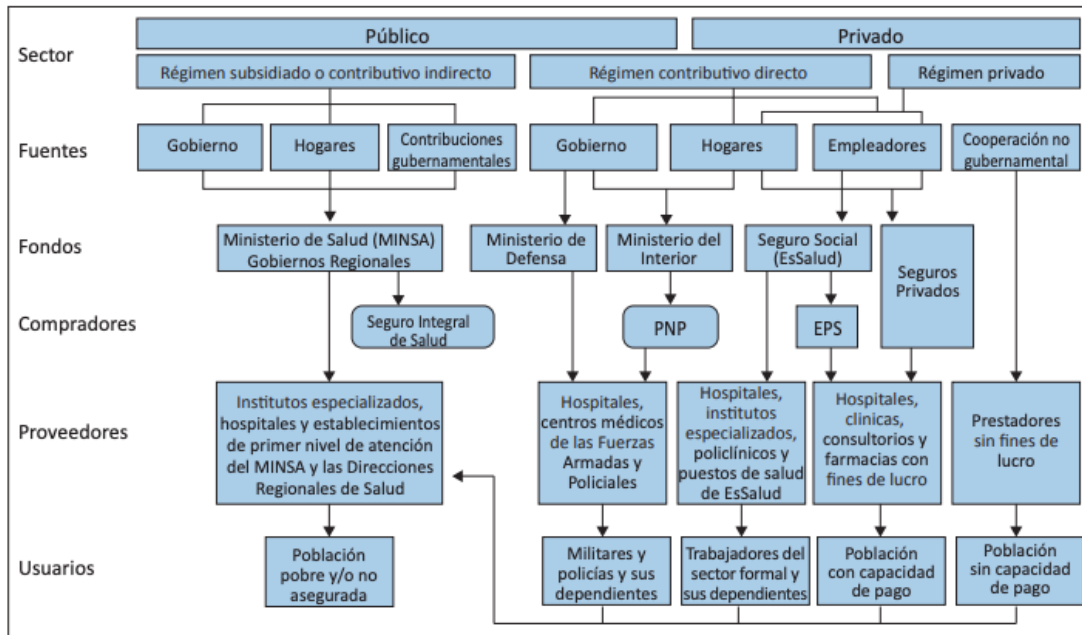 Sector
Público
Privado
Régimen subsidiado o contributivo indirecto
Régimen contributivo directo
Régimen privado
Fuentes
Gobierno
Hogares
Contribuciones
gubernamentales
Gobierno
Hogares
Empleadores
Cooperación no
gubernamental
Fondos
Ministerio de Salud (MINSA)
Gobiernos Regionales
Ministerio de
Defensa
Ministerio del
Interior
Seguro Social
(EsSalud)
Seguros
Privados
Compradores
Seguro Integral
de Salud
PNP
EPS
Proveedores
Institutos especializados,
hospitales y establecimientos
de primer nivel de atención
del MINSA y las Direcciones
Regionales de Salud
Hospitales,
centros médicos
de las Fuerzas
Armadas y
Policiales
Hospitales,
institutos
especializados,
policlínicos y
puestos de salud
de EsSalud
Hospitales,
clinicas,
consultorios y
farmacias con
fines de lucro
Prestadores
sin fines de
lucro
Usuarios
Población
pobre y/o no
asegurada
Militares y
policías y sus
dependientes
Trabajadores del
sector formal y
sus dependientes
Población
con capacidad
de pago
Población
sin capacidad
de pago